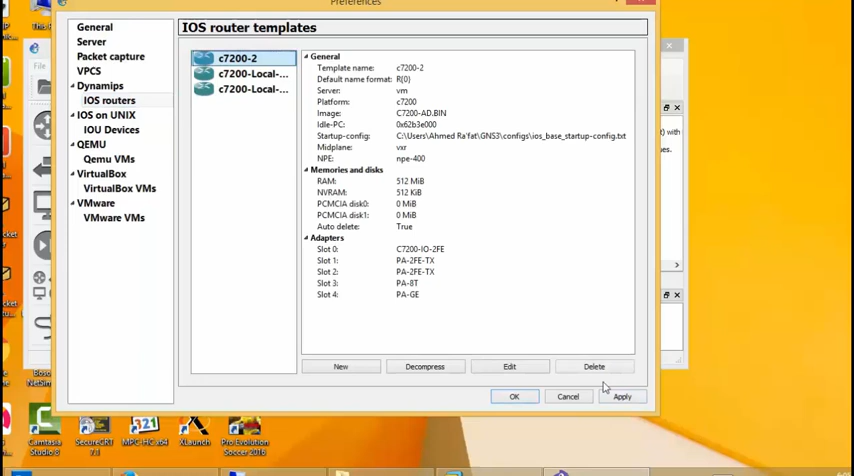 Preferences
General
Server
Packet capture
VPCS
Dynamips
IOS routers
IOS on UNIX
IOU Devices
QEMU
Qemu VMs
VirtualBox
VirtualBox VMs
VMware
VMware VMs
IOS router templates
c7200-2
c7200-Local-...
c7200-Local-...
General
Template name: c7200-2
Default name format: R{0}
Server: vm
Platform: c7200
Image: C7200-AD.BIN
Idle-PC: 0x62b3e000
Startup-config: C:\Users\Ahmed Ra'fat\GNS3\configs\ios_base_startup-config.txt
Midplane: vxr
NPE: npe-400
Memories and disks
RAM: 512 MiB
NVRAM: 512 KiB
PCMCIA disk0: 0 MiB
PCMCIA disk1: 0 MiB
Auto delete: True
Adapters
Slot 0: C7200-IO-2FE
Slot 1: PA-2FE-TX
Slot 2: PA-2FE-TX
Slot 3: PA-8T
Slot 4: PA-GE
New Decompress Edit Delete
OK Cancel Apply
File
t) with
es.
This
Camtasia
Studio 8
SecureCRT
7.1
MPC-HC x64
XLaunch
Pro Evolution
Soccer 2016
321